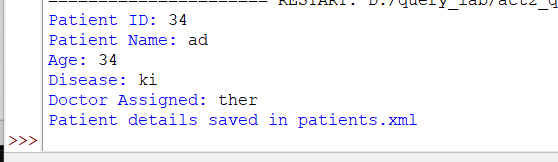 ====================== RESTART: D:/query_lab/act2_q
Patient ID: 34
Patient Name: ad
Age: 34
Disease: ki
Doctor Assigned: ther
Patient details saved in patients.xml
>>>